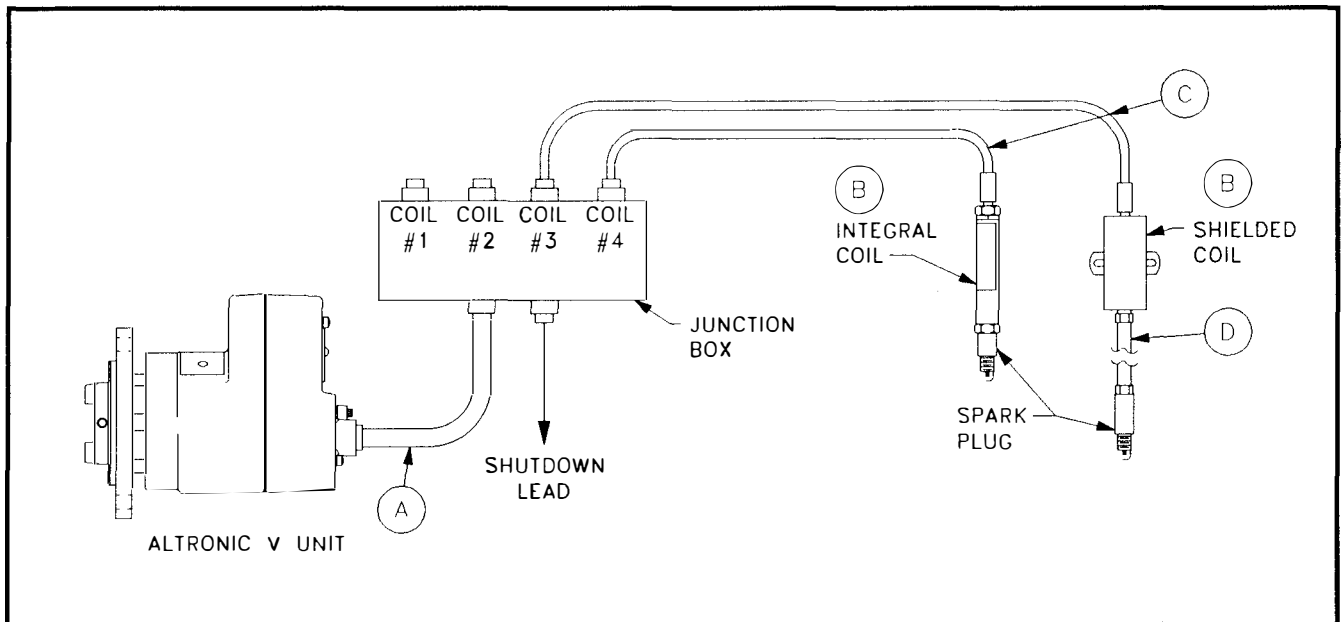 C
B
INTEGRAL
COIL
B
SHIELDED
COIL
COIL
#1
COIL
#2
COIL
#3
COIL
#4
JUNCTION
BOX
D
SPARK
PLUG
SHUTDOWN
LEAD
A
ALTRONIC V UNIT